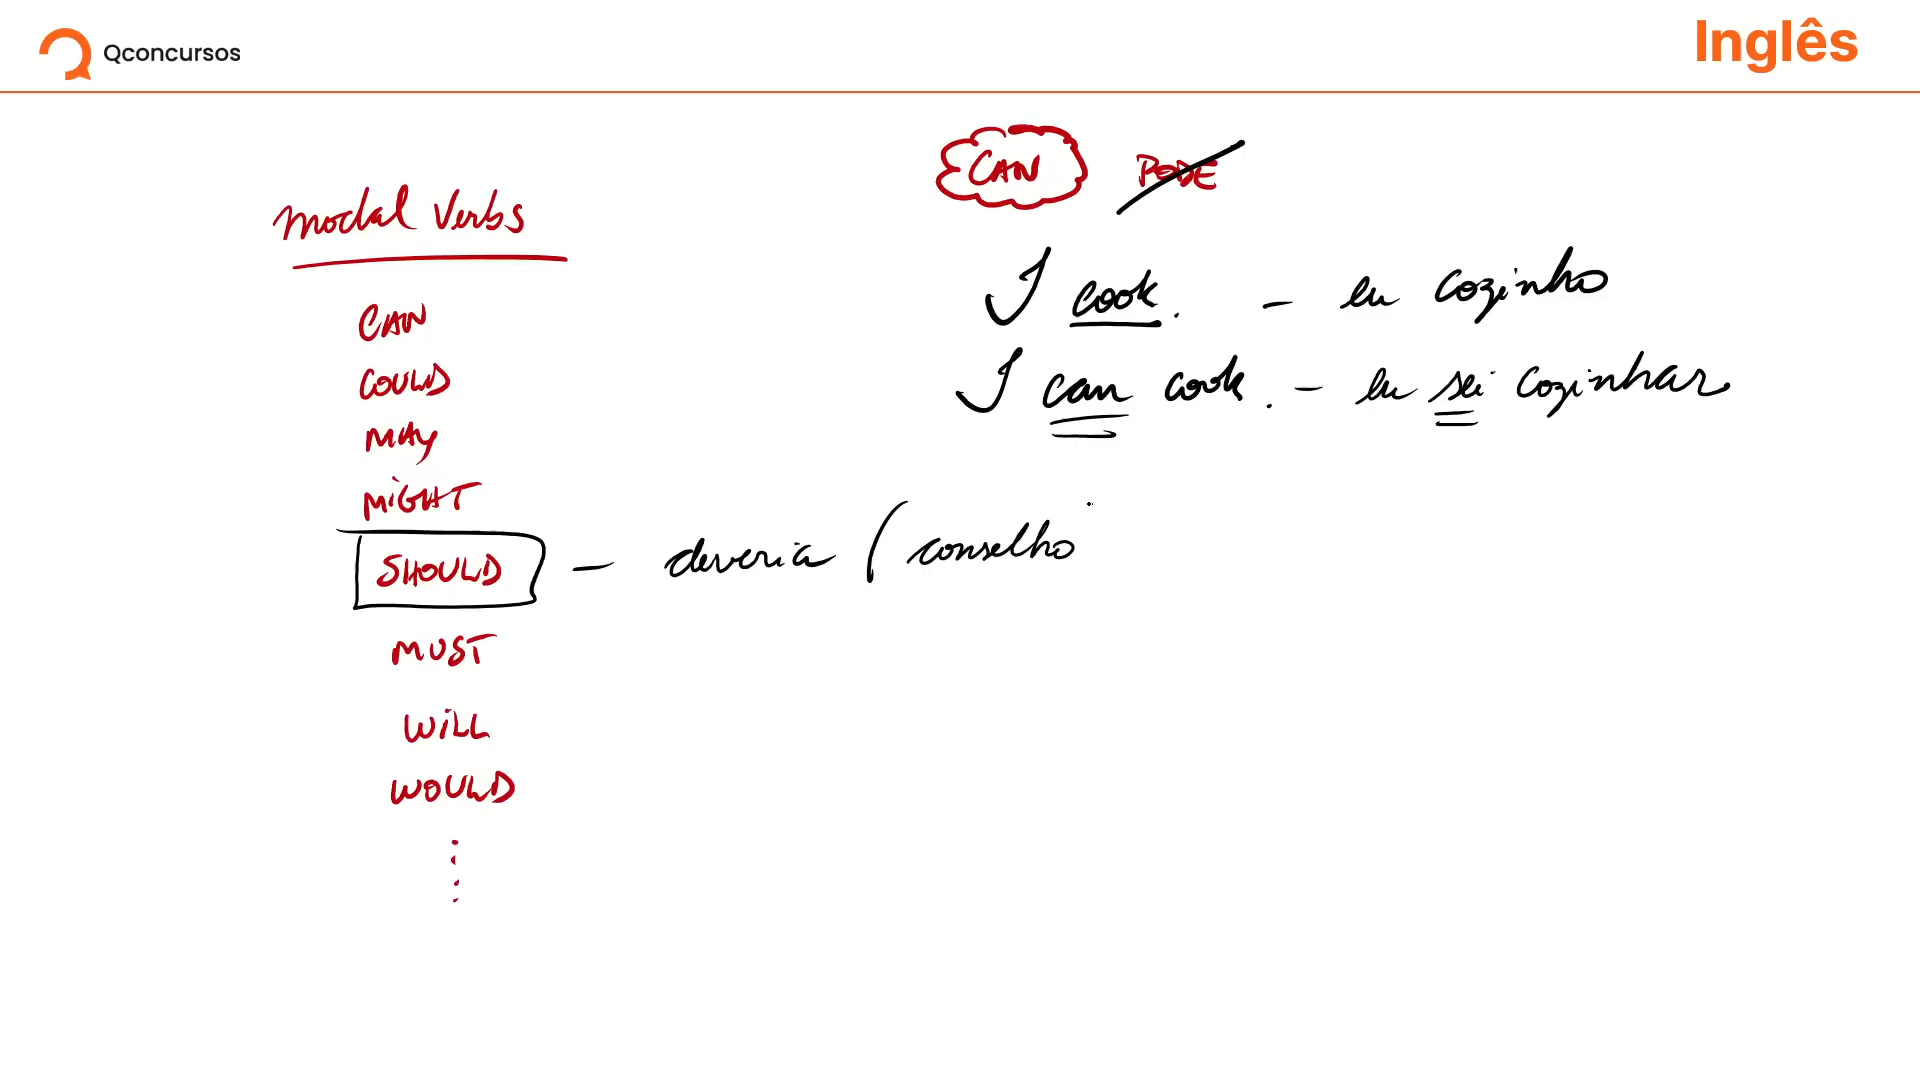 Qconcursos
Inglês
Modal Verbs
CAN
COULD
MAY
MIGHT
SHOULD – deveria (conselho
MUST
WILL
WOULD
CAN PODE
I cook. – eu cozinho
I can cook. – eu sei cozinhar